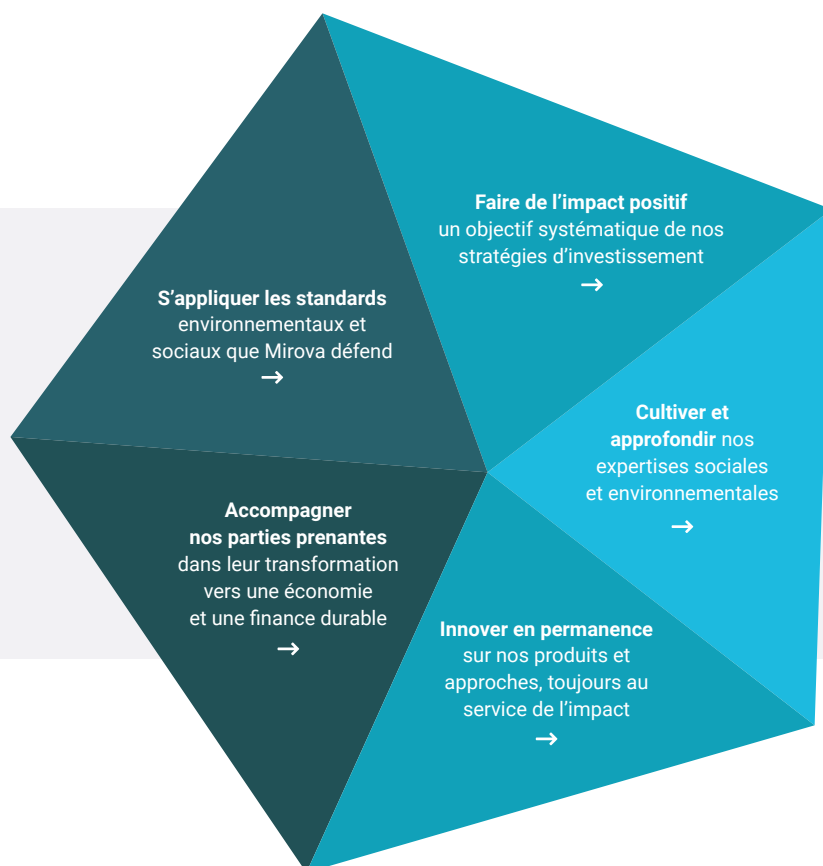 Faire de l’impact positif
un objectif systématique de nos
stratégies d’investissement
→
Cultiver et
approfondir nos
expertises sociales
et environnementales
→
Innover en permanence
sur nos produits et
approches, toujours au
service de l’impact
→
Accompagner
nos parties prenantes
dans leur transformation
vers une économie
et une finance durable
→
S’appliquer les standards
environnementaux et
sociaux que Mirova défend
→